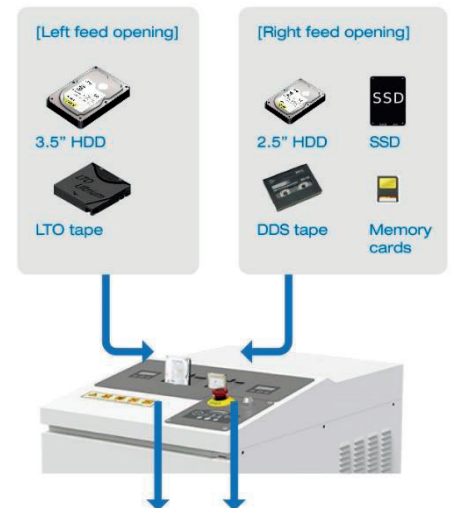 [Left feed opening]
3.5" HDD
LTO tape
[Right feed opening]
2.5" HDD
SSD
SSD
DDS tape
Memory
cards